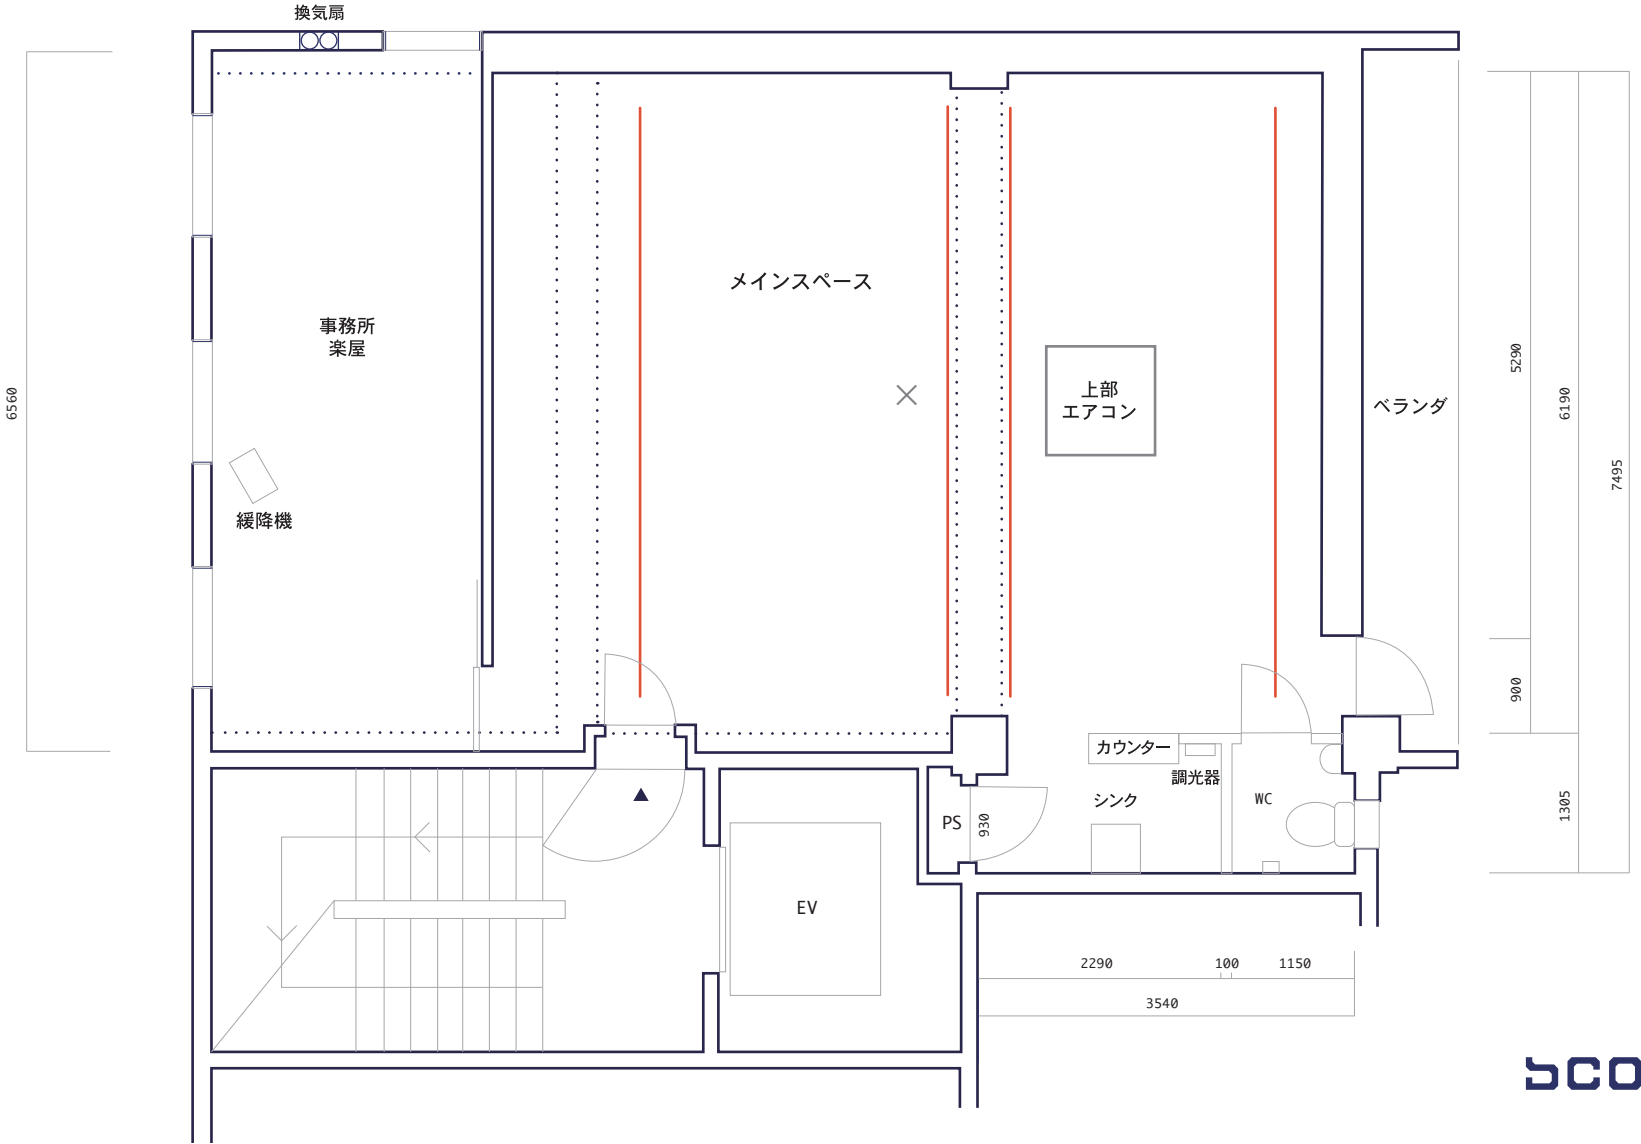 換気扇
メインスペース
事務所
楽屋
上部
エアコン
ベランダ
緩降機
6560
5290
6190
7495
900
1305
カウンター
調光器
シンク
WC
PS
930
EV
2290
100
1150
3540
SCO